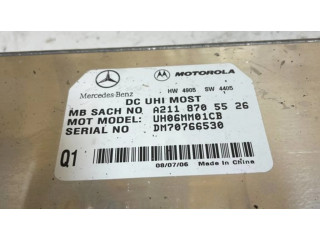 MOTOROLA
Mercedes-Benz
HW 4905 SW 4405
DC UHI MOST
MB SACH NO A211 870 55 26
MOT MODEL: UH06MM01CB
SERIAL NO DM70766530
Q1
08/07/06 Made In China